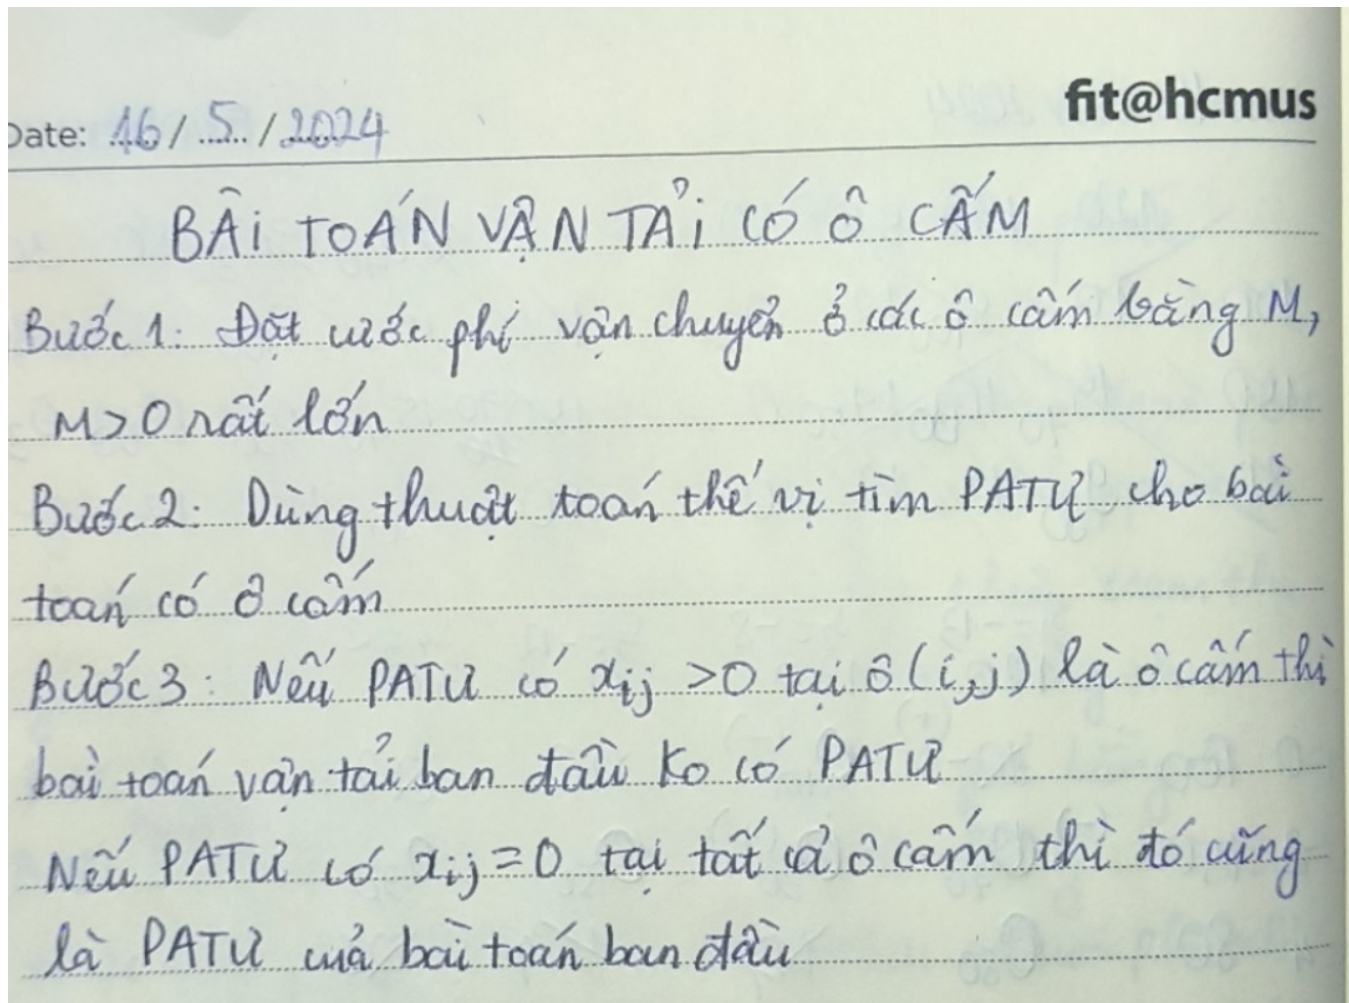 fit@hcmus
Date: 16/5/2024
BÀI TOÁN VẬN TẢI CÓ Ô CẤM
Bước 1: Đặt cước phí vận chuyển ở các ô cấm bằng M,
M>0 rất lớn
Bước 2: Dùng thuật toán thế vị tìm PATƯ cho bài
toán có ô cấm
Bước 3: Nếu PATƯ có xij >0 tại ô (i,j) là ô cấm thì
bài toán vận tải ban đầu ko có PATƯ
Nếu PATƯ có xij=0 tại tất cả ô cấm thì đó cũng
là PATƯ của bài toán ban đầu